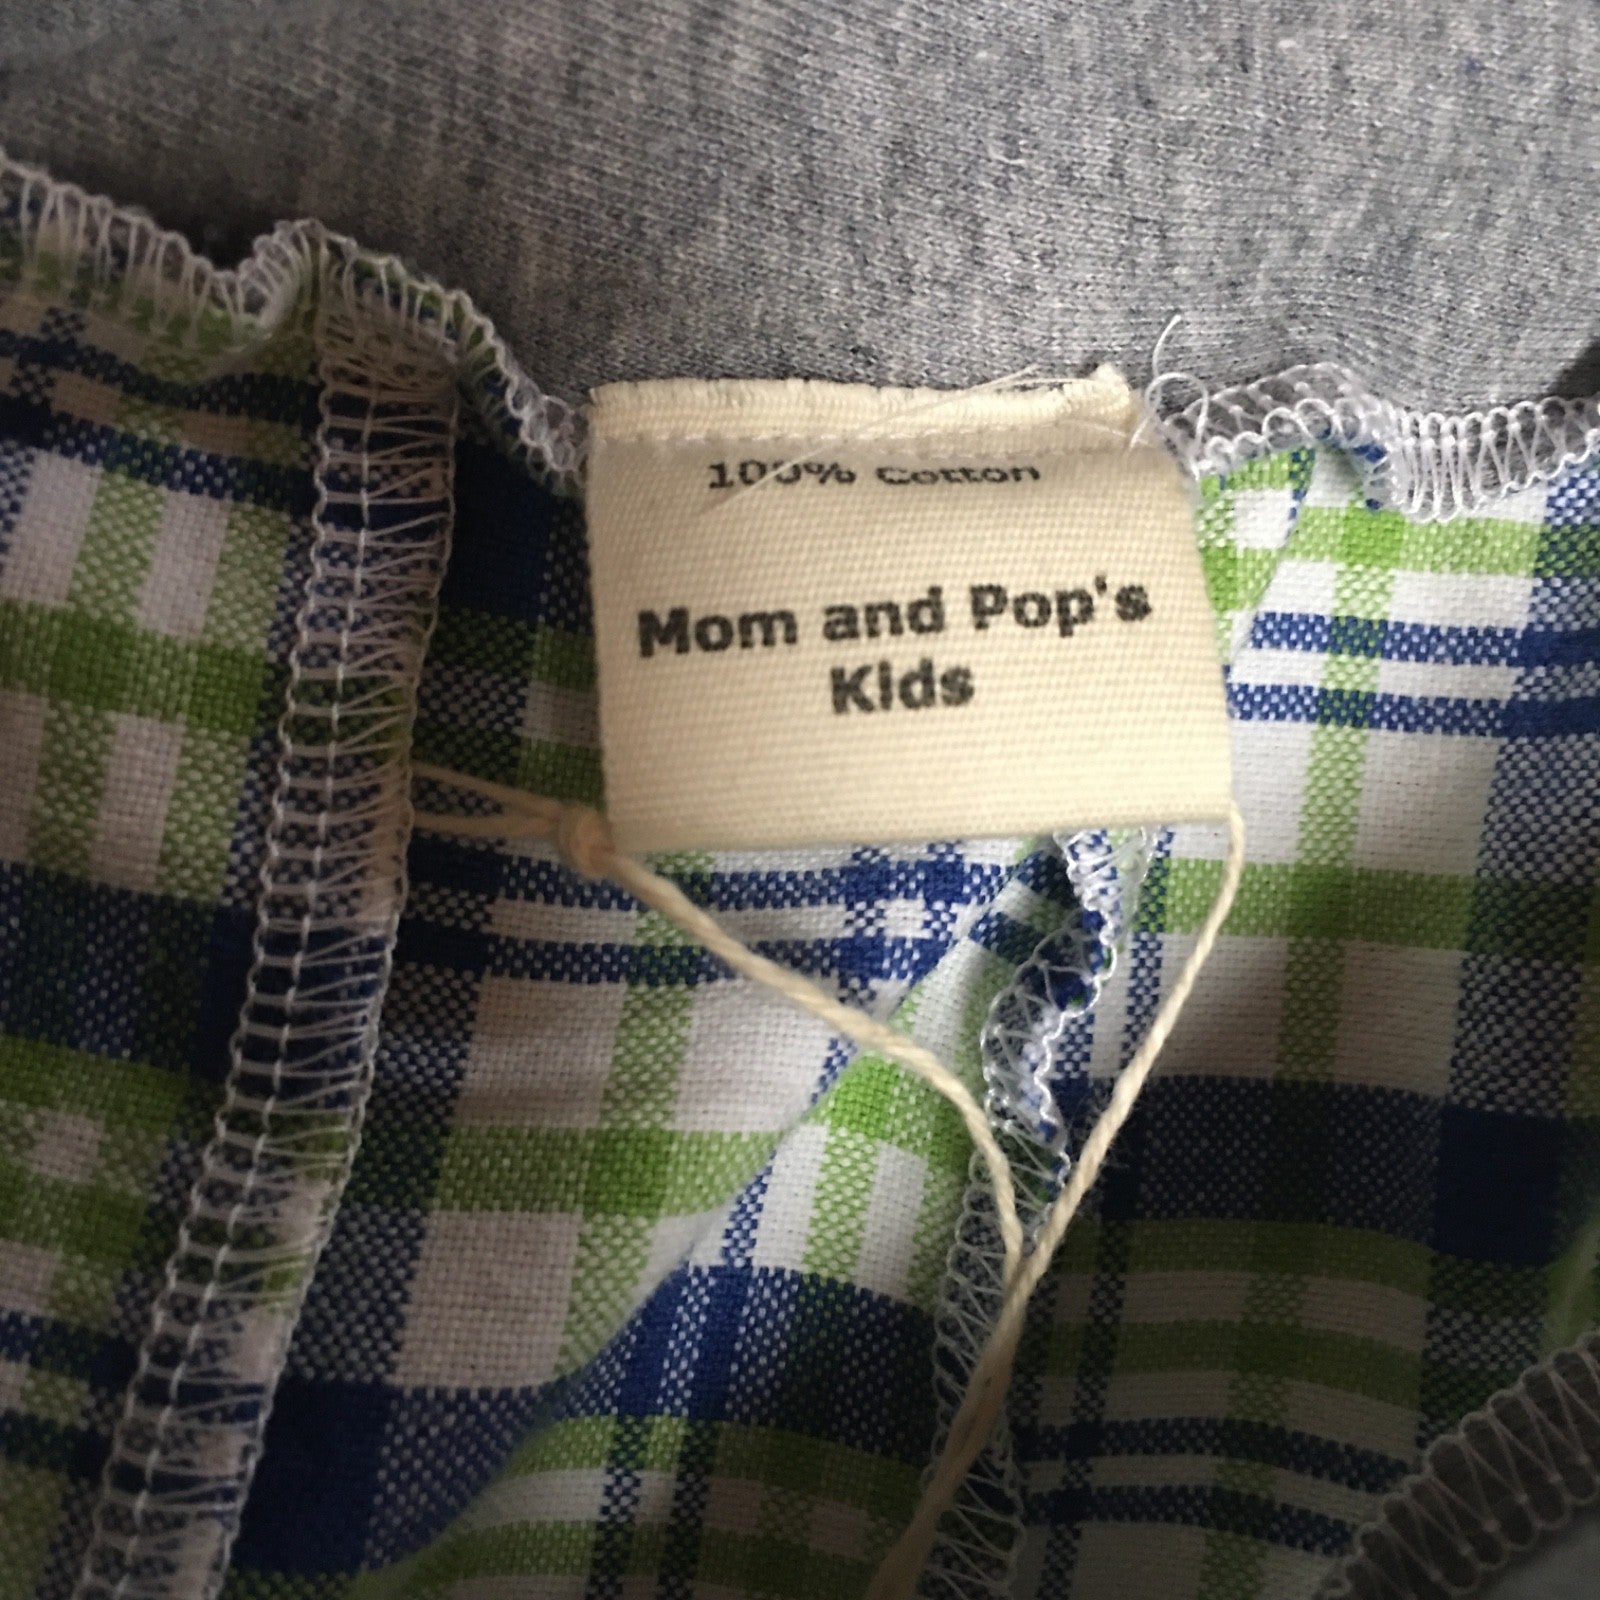 100% Cotton
Mom and Pop's
Kids